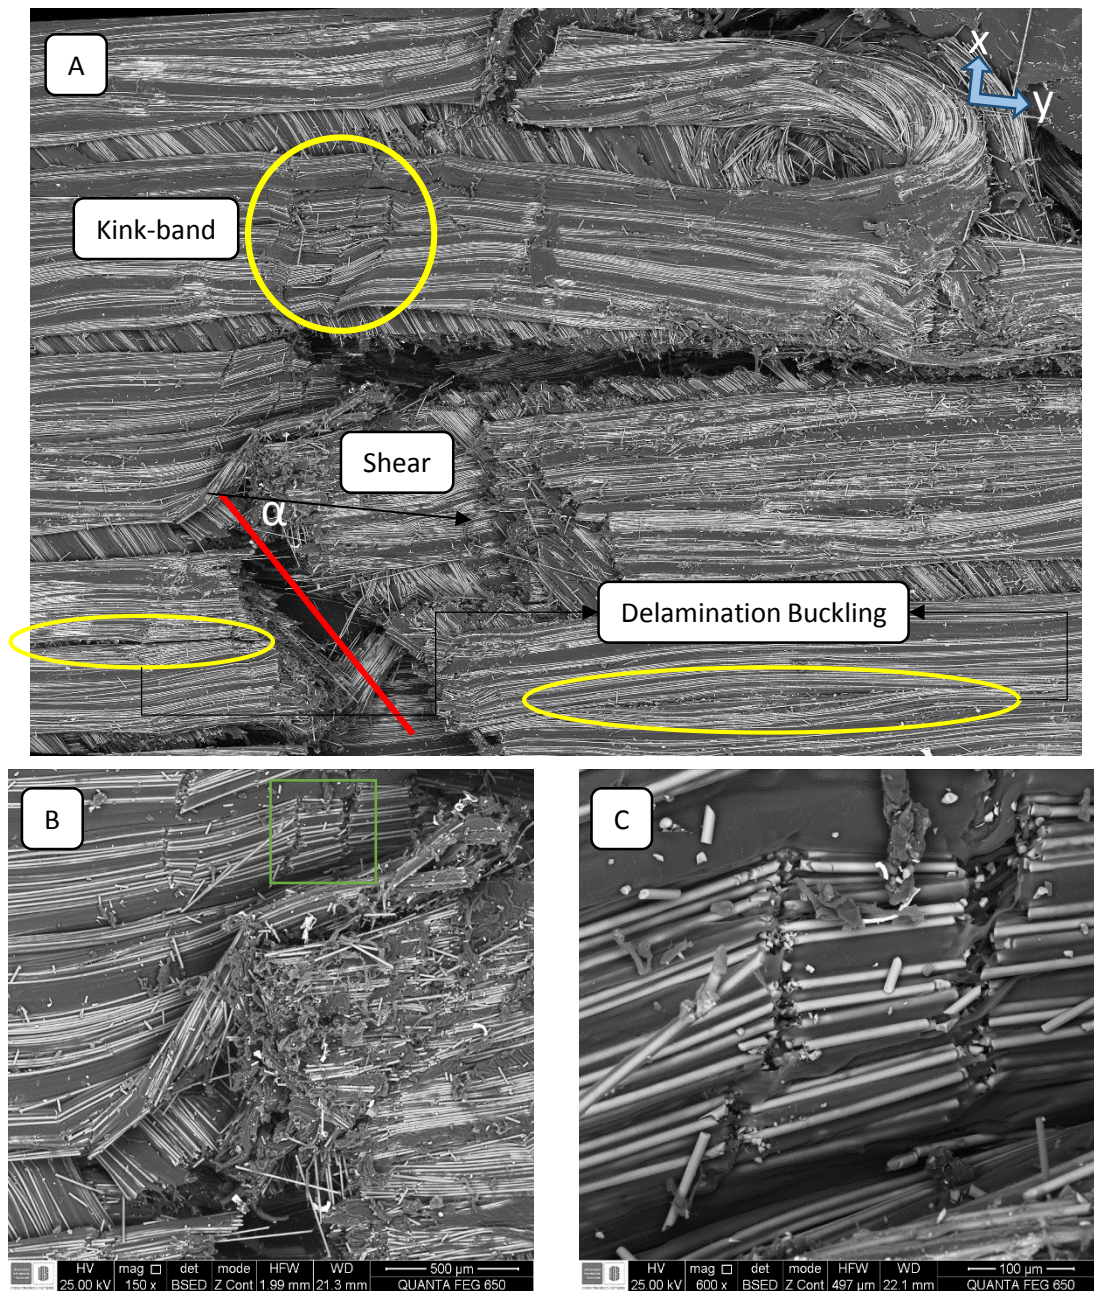 A
x
y
Kink-band
Shear
α
Delamination Buckling
B
C
HV mag □ det mode HFW WD 500 µm
25.00 kV 150 x BSED Z Cont 1.99 mm 21.3 mm QUANTA FEG 650
HV mag □ det mode HFW WD 100 µm
25.00 kV 600 x BSED Z Cont 497 µm 22.1 mm QUANTA FEG 650